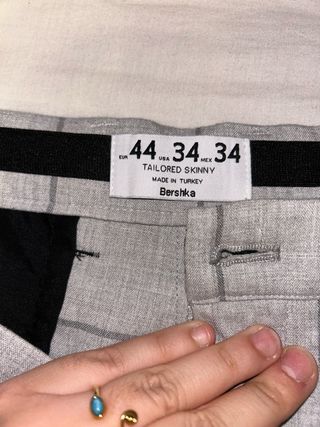 EUR 44 USA 34 MEX 34
TAILORED SKINNY
MADE IN TURKEY
Bershka